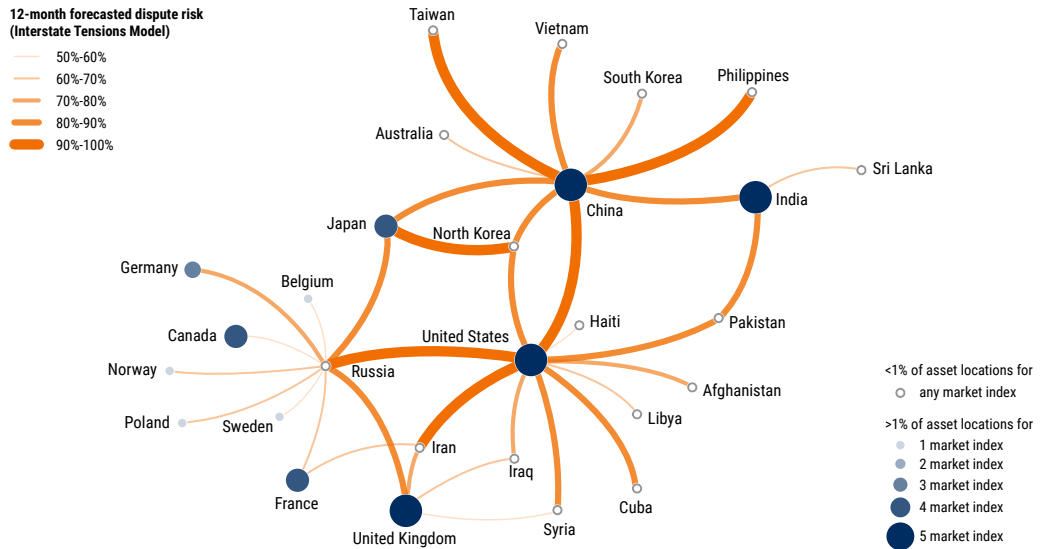 12-month forecasted dispute risk
(Interstate Tensions Model)
50%-60%
60%-70%
70%-80%
80%-90%
90%-100%
Taiwan
Vietnam
South Korea
Philippines
Australia
Sri Lanka
China
India
Japan
North Korea
Germany
Belgium
Canada
United States
Haiti
Pakistan
Norway
Russia
Afghanistan
Poland
Sweden
Libya
Iran
Iraq
France
Cuba
Syria
United Kingdom
<1% of asset locations for
any market index
>1% of asset locations for
1 market index
2 market index
3 market index
4 market index
5 market index